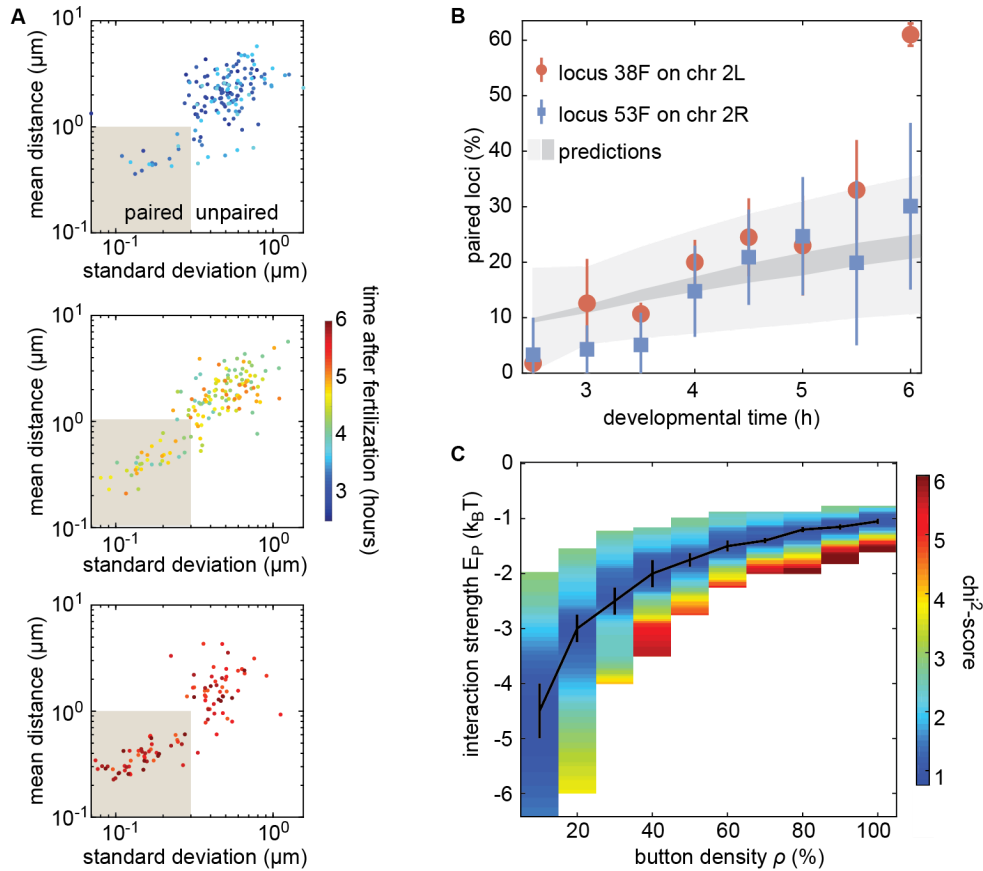 A
10¹
10⁰
10⁻¹
mean distance (µm)
paired unpaired
10⁻¹ 10⁰
standard deviation (µm)
10¹
10⁰
10⁻¹
mean distance (µm)
10⁻¹ 10⁰
standard deviation (µm)
10¹
10⁰
10⁻¹
mean distance (µm)
10⁻¹ 10⁰
standard deviation (µm)
6
5
4
3
time after fertilization (hours)
B
60
50
40
30
20
10
0
paired loci (%)
locus 38F on chr 2L
locus 53F on chr 2R
predictions
3 4 5 6
developmental time (h)
C
0
-1
-2
-3
-4
-5
-6
interaction strength Eₚ (k_BT)
20 40 60 80 100
button density ρ (%)
6
5
4
3
2
1
chi²-score